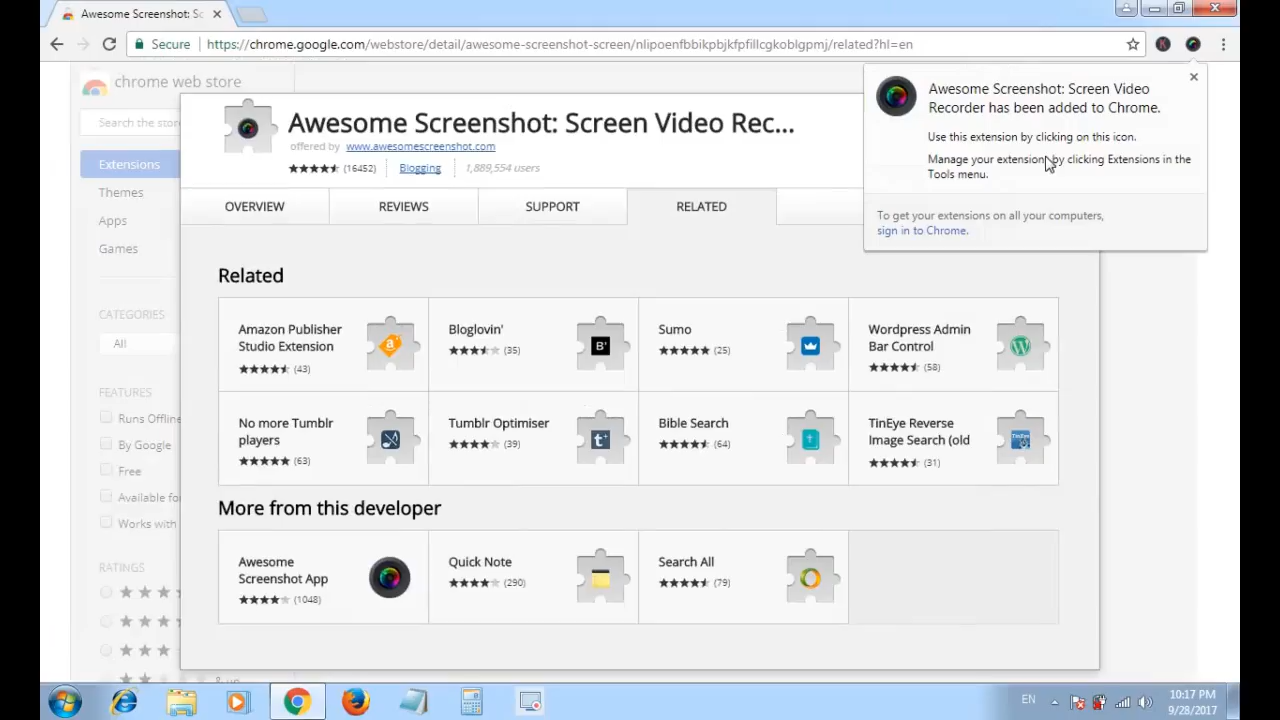 Awesome Screenshot: Sc
Secure
https://chrome.google.com/webstore/detail/awesome-screenshot-screen/nlipoenfbbikpbjkfpfillcgkoblgpmj/related?hl=en
chrome web store
Search the stor
Extensions
Themes
Apps
Games
CATEGORIES
All
FEATURES
Runs Offlin
By Google
Free
Available fo
Works with
RATINGS
& up
Awesome Screenshot: Screen Video Rec...
offered by www.awesomescreenshot.com
(16452) Blogging 1,889,554 users
OVERVIEW
REVIEWS
SUPPORT
RELATED
Awesome Screenshot: Screen Video
Recorder has been added to Chrome.
Use this extension by clicking on this icon.
Manage your extensions by clicking Extensions in the
Tools menu.
To get your extensions on all your computers,
sign in to Chrome.
Related
Amazon Publisher
Studio Extension
(43)
Bloglovin'
(35)
Sumo
(25)
Wordpress Admin
Bar Control
(58)
No more Tumblr
players
(63)
Tumblr Optimiser
(39)
Bible Search
(64)
TinEye Reverse
Image Search (old
(31)
More from this developer
Awesome
Screenshot App
(1048)
Quick Note
(290)
Search All
(79)
EN
10:17 PM
9/28/2017